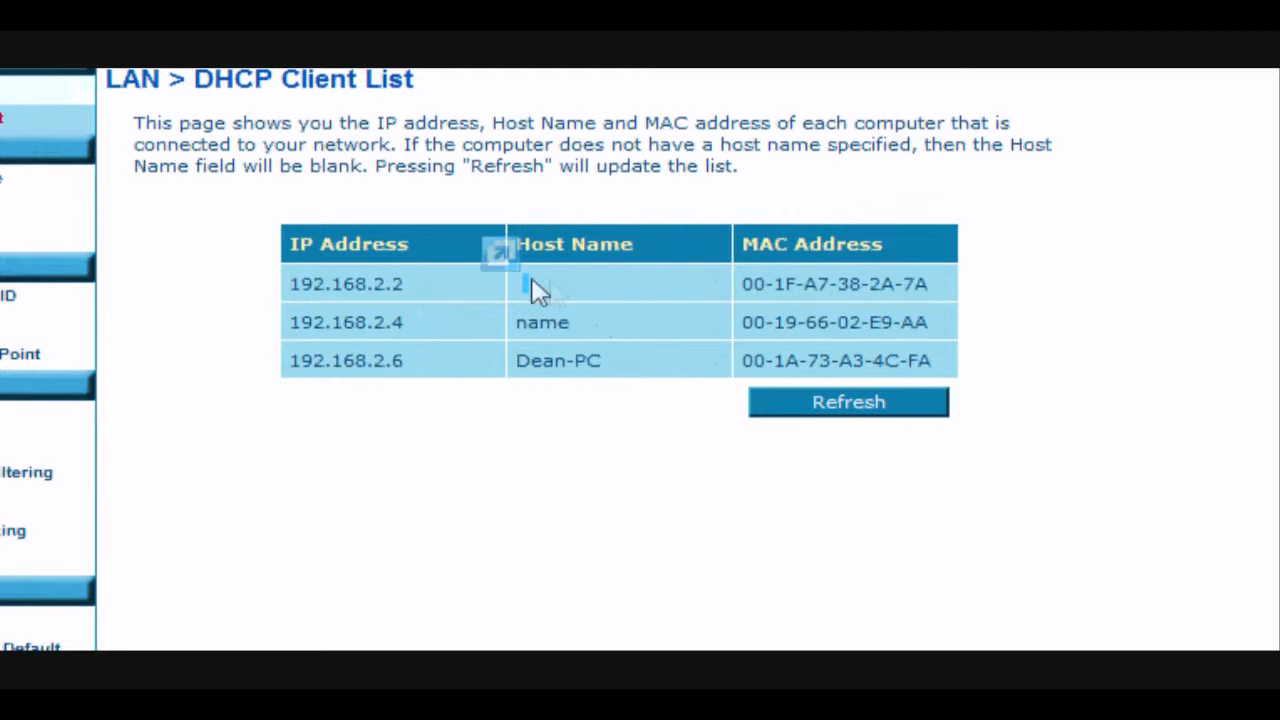 LAN > DHCP Client List
t
This page shows you the IP address, Host Name and MAC address of each computer that is
connected to your network. If the computer does not have a host name specified, then the Host
Name field will be blank. Pressing "Refresh" will update the list.
e
IP Address Host Name MAC Address
192.168.2.2 00-1F-A7-38-2A-7A
ID
192.168.2.4 name 00-19-66-02-E9-AA
Point
192.168.2.6 Dean-PC 00-1A-73-A3-4C-FA
Refresh
ltering
ing
Default